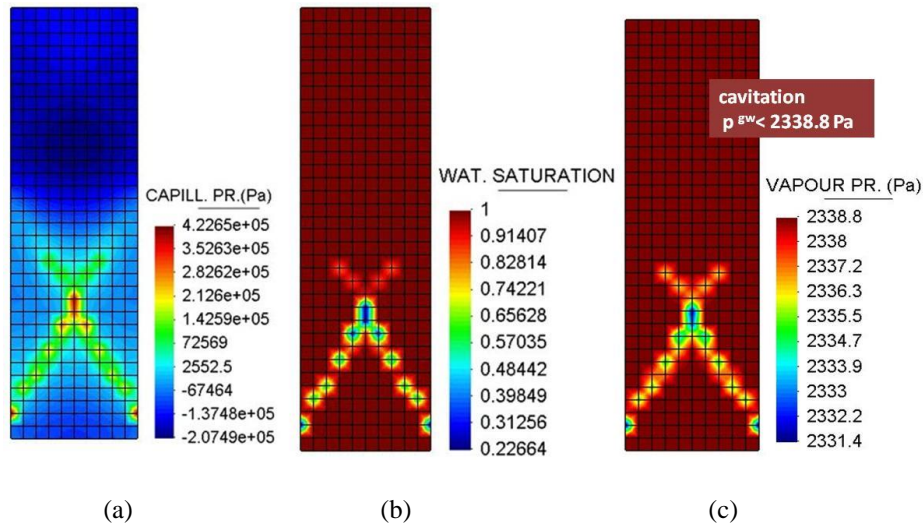 CAPILL. PR.(Pa)
4.2265e+05
3.5263e+05
2.8262e+05
2.126e+05
1.4259e+05
72569
2552.5
-67464
-1.3748e+05
-2.0749e+05
WAT. SATURATION
1
0.91407
0.82814
0.74221
0.65628
0.57035
0.48442
0.39849
0.31256
0.22664
cavitation
p gw< 2338.8 Pa
VAPOUR PR. (Pa)
2338.8
2338
2337.2
2336.3
2335.5
2334.7
2333.9
2333
2332.2
2331.4
(a)
(b)
(c)